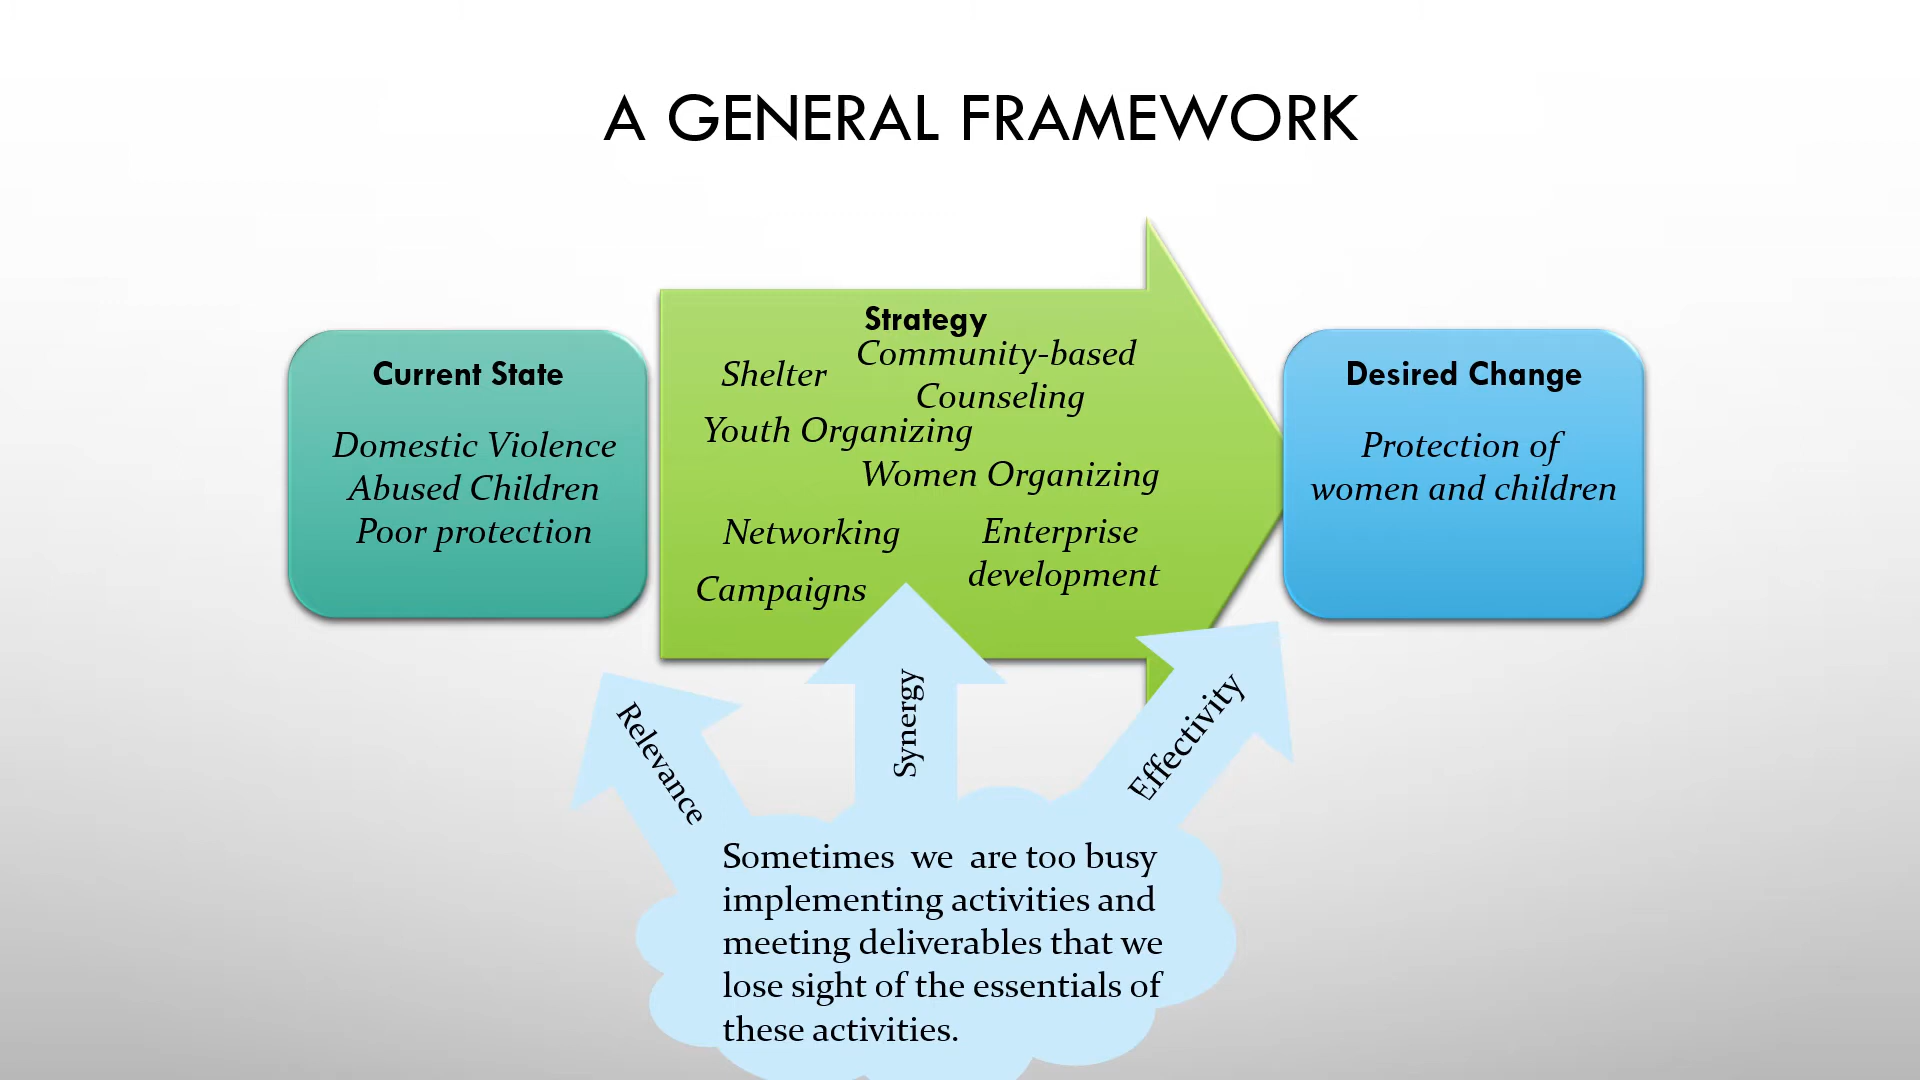 A GENERAL FRAMEWORK
Current State
Domestic Violence
Abused Children
Poor protection
Strategy
Shelter
Community-based
Counseling
Youth Organizing
Women Organizing
Networking
Enterprise
development
Campaigns
Desired Change
Protection of
women and children
Relevance
Synergy
Effectivity
Sometimes we are too busy
implementing activities and
meeting deliverables that we
lose sight of the essentials of
these activities.